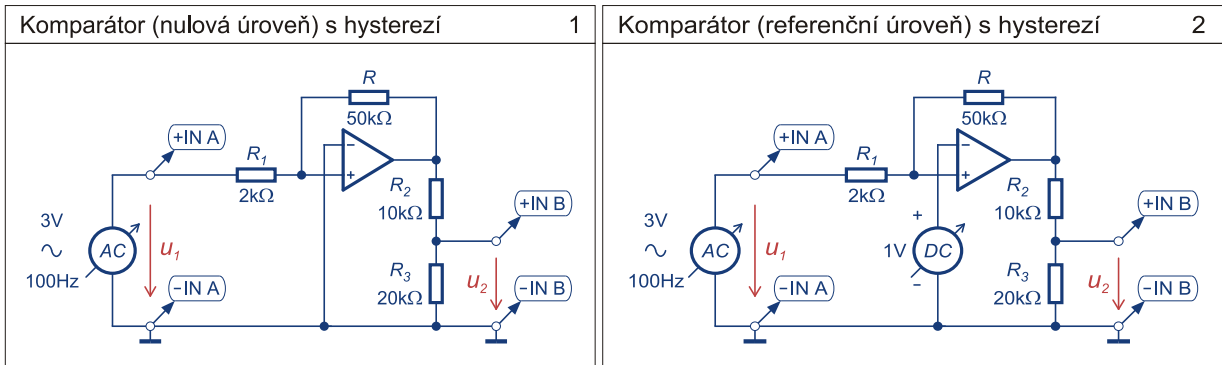 Komparátor (nulová úroveň) s hysterezí 1
R
50kΩ
+IN A
R1
2kΩ
−
+
R2
10kΩ
+IN B
3V
AC
100Hz
u1
R3
20kΩ
u2
−IN A
−IN B
Komparátor (referenční úroveň) s hysterezí 2
R
50kΩ
+IN A
R1
2kΩ
−
+
R2
10kΩ
+IN B
3V
AC
100Hz
u1
+
1V
DC
−
R3
20kΩ
u2
−IN A
−IN B